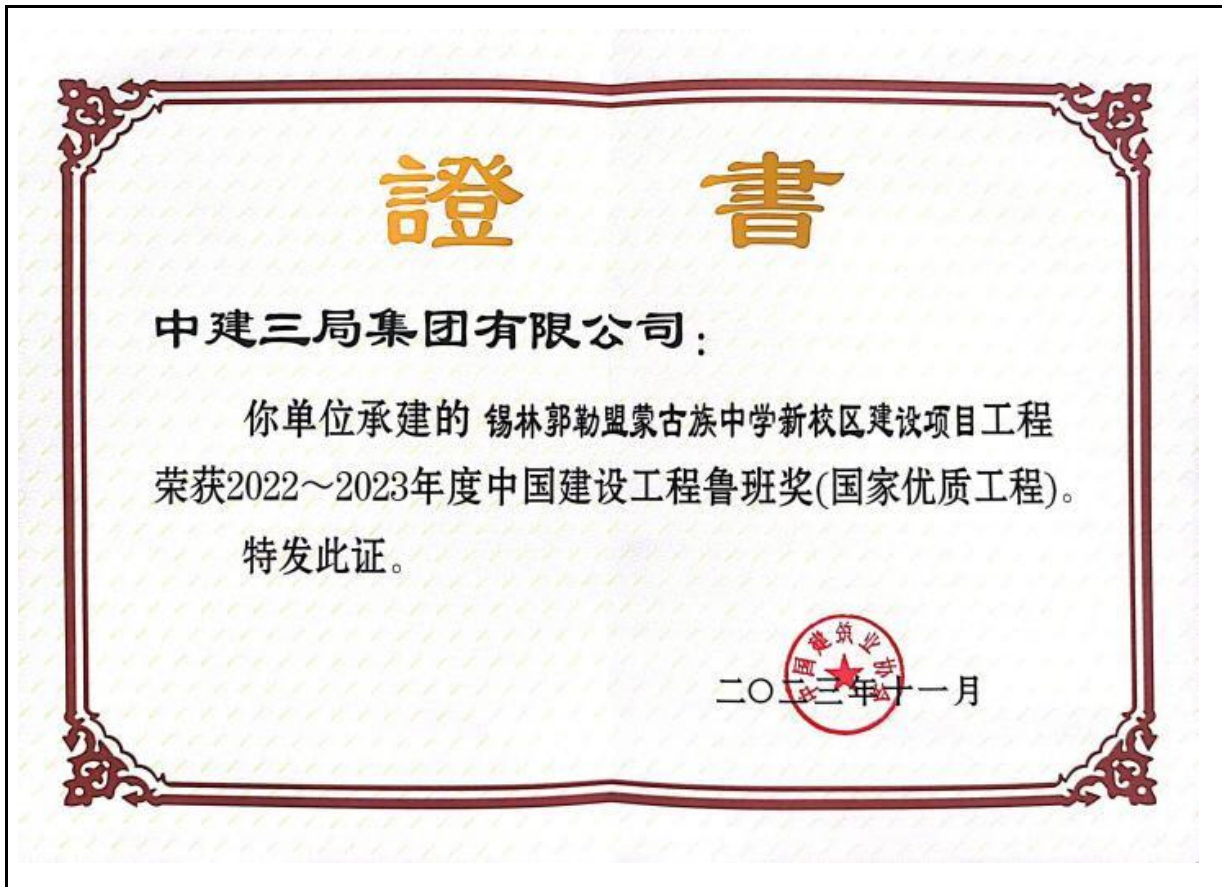 證 書
中建三局集团有限公司：
你单位承建的 锡林郭勒盟蒙古族中学新校区建设项目工程
荣获2022～2023年度中国建设工程鲁班奖(国家优质工程)。
特发此证。
中国建筑业协会
二〇二三年十一月